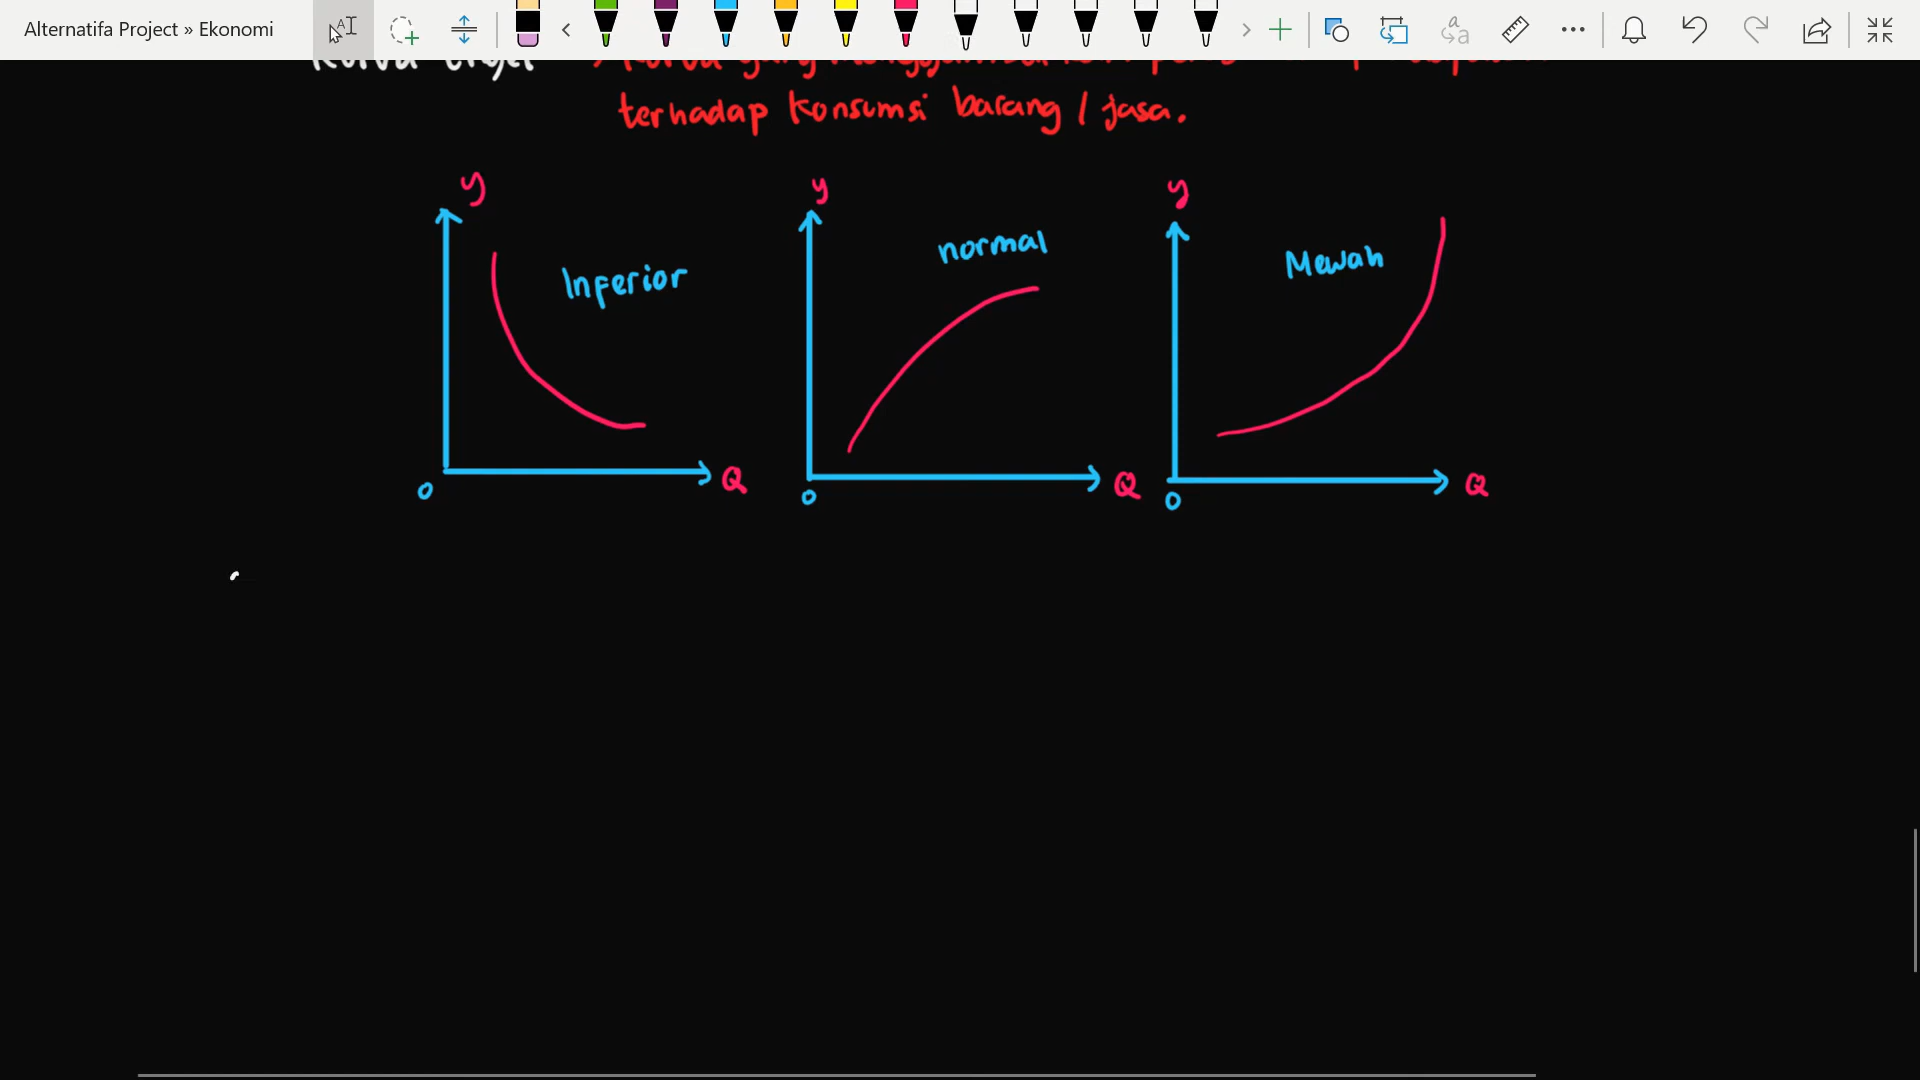 Alternatifa Project » Ekonomi
terhadap konsumsi barang / jasa.
y
y
y
Inferior
normal
Mewah
Q
Q
Q
0
0
0